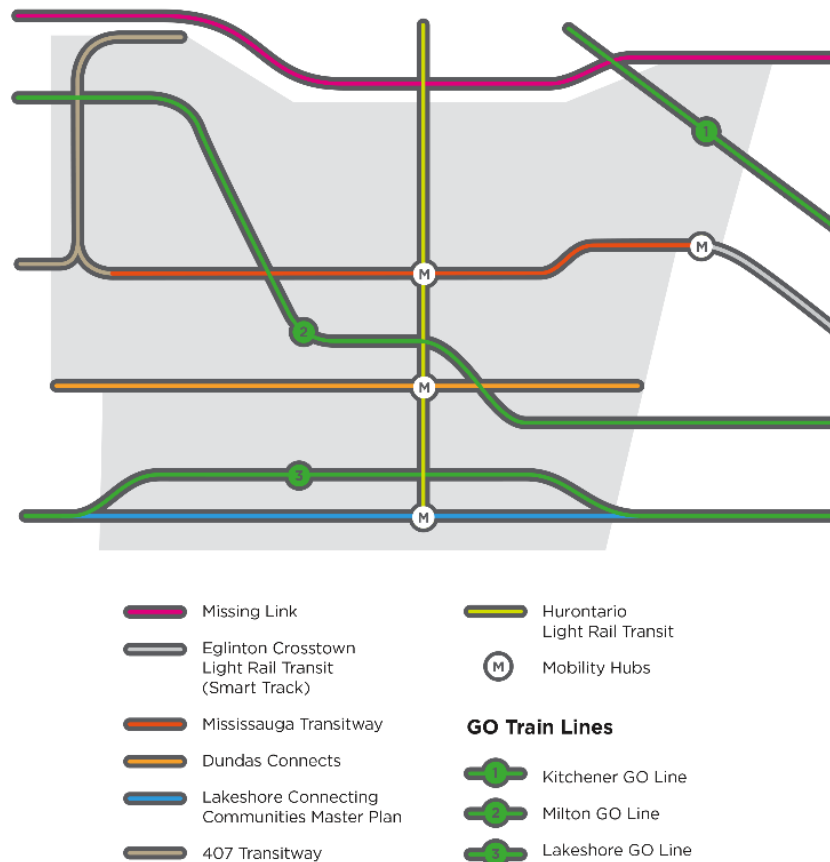 1
M
M
2
M
3
M
Missing Link
Eglinton Crosstown
Light Rail Transit
(Smart Track)
Mississauga Transitway
Dundas Connects
Lakeshore Connecting
Communities Master Plan
407 Transitway
Hurontario
Light Rail Transit
M
Mobility Hubs
GO Train Lines
1
Kitchener GO Line
2
Milton GO Line
3
Lakeshore GO Line